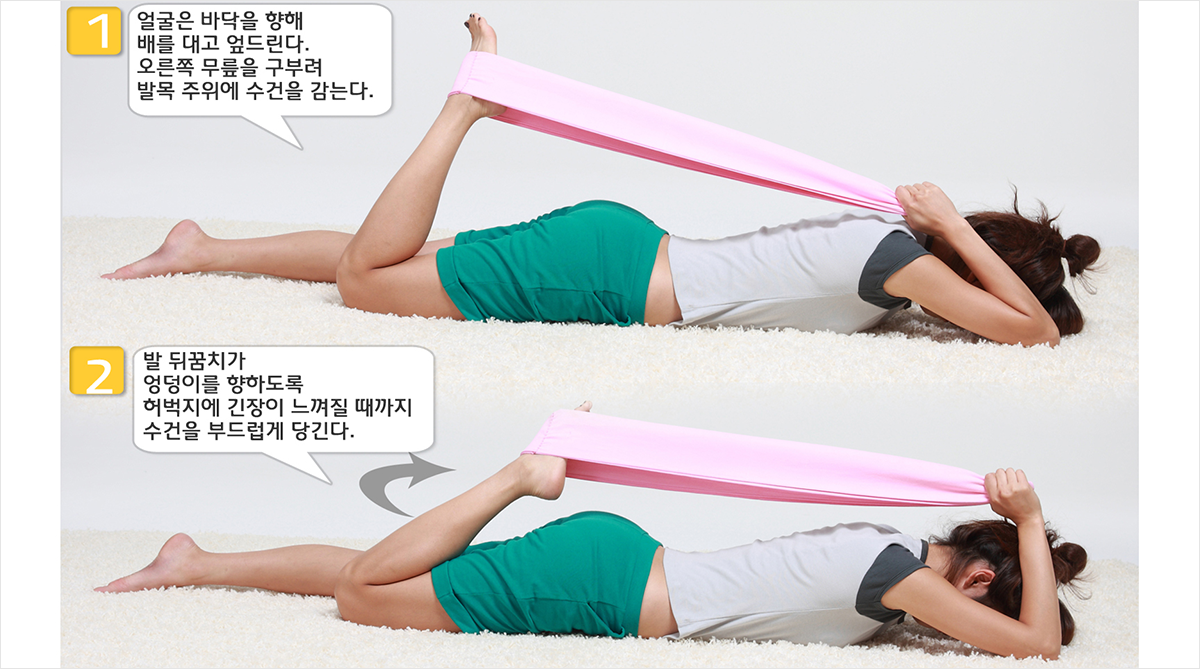 1
얼굴은 바닥을 향해
배를 대고 엎드린다.
오른쪽 무릎을 구부려
발목 주위에 수건을 감는다.
2
발 뒤꿈치가
엉덩이를 향하도록
허벅지에 긴장이 느껴질 때까지
수건을 부드럽게 당긴다.